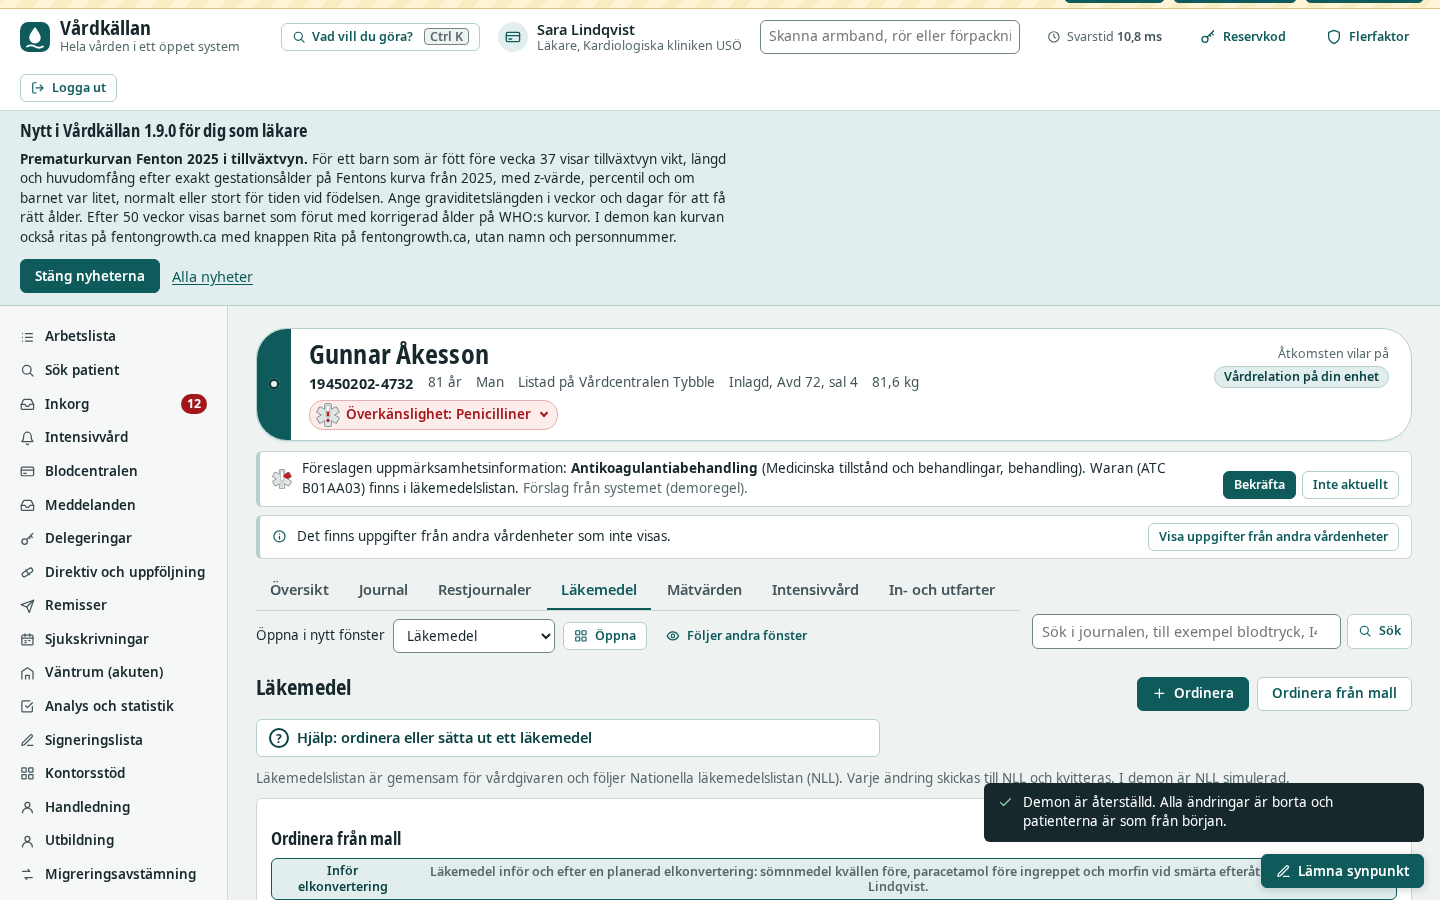 Vårdkällan
Hela vården i ett öppet system
Vad vill du göra? Ctrl K
Sara Lindqvist
Läkare, Kardiologiska kliniken USÖ
Skanna armband, rör eller förpackni
Svarstid 10,8 ms
Reservkod
Flerfaktor
Logga ut
Nytt i Vårdkällan 1.9.0 för dig som läkare
Prematurkurvan Fenton 2025 i tillväxtvyn. För ett barn som är fött före vecka 37 visar tillväxtvyn vikt, längd
och huvudomfång efter exakt gestationsålder på Fentons kurva från 2025, med z-värde, percentil och om
barnet var litet, normalt eller stort för tiden vid födelsen. Ange graviditetslängden i veckor och dagar för att få
rätt ålder. Efter 50 veckor visas barnet som förut med korrigerad ålder på WHO:s kurvor. I demon kan kurvan
också ritas på fentongrowth.ca med knappen Rita på fentongrowth.ca, utan namn och personnummer.
Stäng nyheterna
Alla nyheter
Arbetslista
Sök patient
Inkorg 12
Intensivvård
Blodcentralen
Meddelanden
Delegeringar
Direktiv och uppföljning
Remisser
Sjukskrivningar
Väntrum (akuten)
Analys och statistik
Signeringslista
Kontorsstöd
Handledning
Utbildning
Migreringsavstämning
Gunnar Åkesson
19450202-4732 81 år Man Listad på Vårdcentralen Tybble Inlagd, Avd 72, sal 4 81,6 kg
Överkänslighet: Penicilliner
Åtkomsten vilar på
Vårdrelation på din enhet
Föreslagen uppmärksamhetsinformation: Antikoagulantiabehandling (Medicinska tillstånd och behandlingar, behandling). Waran (ATC
B01AA03) finns i läkemedelslistan. Förslag från systemet (demoregel).
Bekräfta
Inte aktuellt
Det finns uppgifter från andra vårdenheter som inte visas.
Visa uppgifter från andra vårdenheter
Översikt
Journal
Restjournaler
Läkemedel
Mätvärden
Intensivvård
In- och utfarter
Öppna i nytt fönster
Läkemedel
Öppna
Följer andra fönster
Sök i journalen, till exempel blodtryck,
Sök
Läkemedel
Ordinera
Ordinera från mall
Hjälp: ordinera eller sätta ut ett läkemedel
Läkemedelslistan är gemensam för vårdgivaren och följer Nationella läkemedelslistan (NLL). Varje ändring skickas till NLL och kvitteras. I demon är NLL simulerad.
Demon är återställd. Alla ändringar är borta och
patienterna är som från början.
Ordinera från mall
Inför
elkonvertering
Läkemedel inför och efter en planerad elkonvertering: sömnmedel kvällen före, paracetamol före ingreppet och morfin vid smärta efteråt
Lindqvist.
Lämna synpunkt